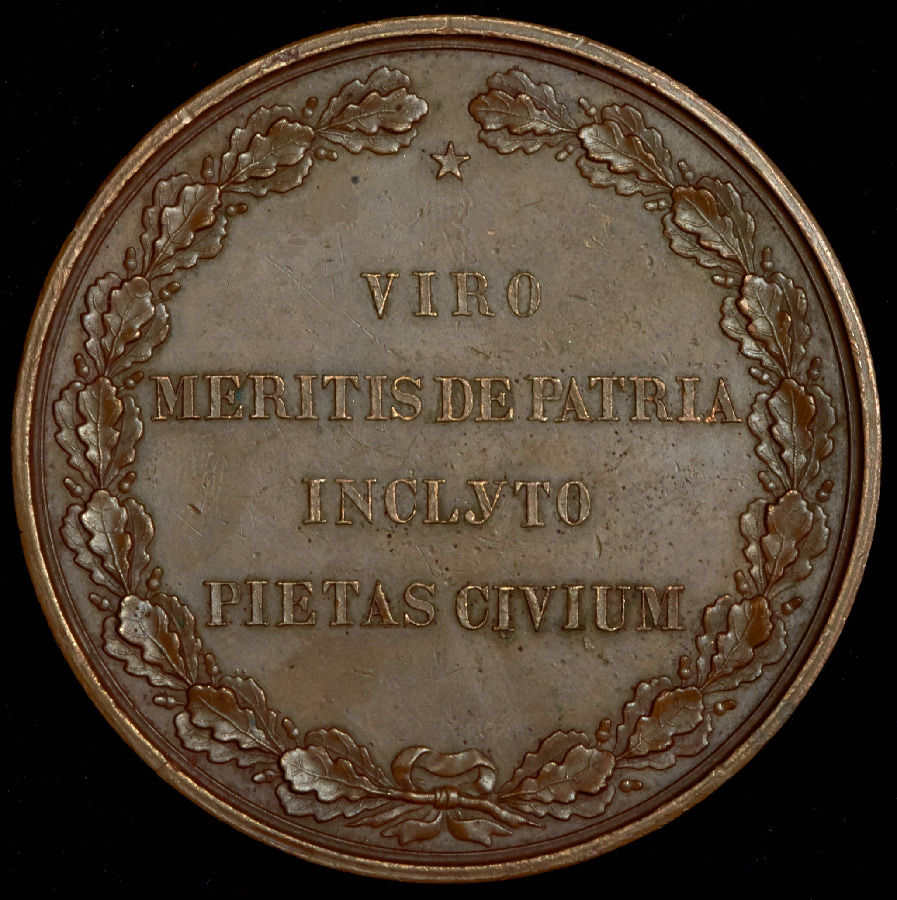 VIRO
MERITIS DE PATRIA
INCLYTO
PIETAS CIVIUM